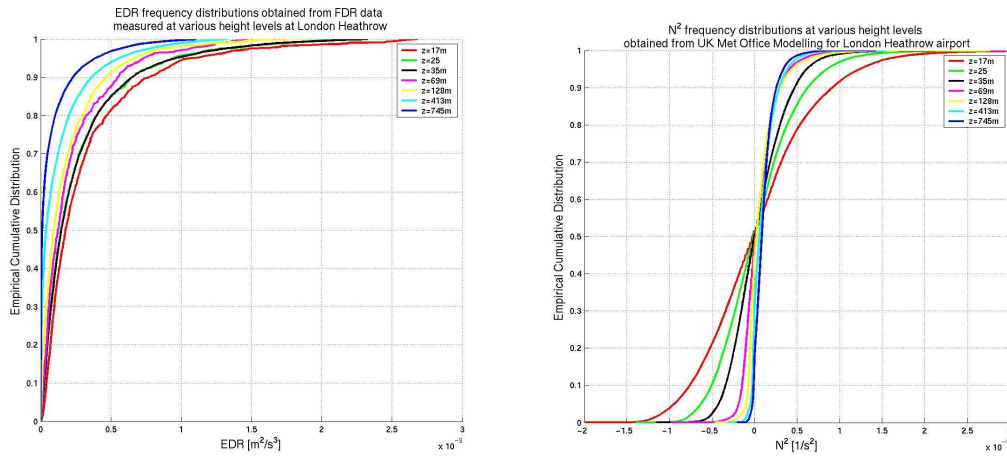 EDR frequency distributions obtained from FDR data
measured at various height levels at London Heathrow
Empirical Cumulative Distribution
1
0.9
0.8
0.7
0.6
0.5
0.4
0.3
0.2
0.1
0
0
0.5
1
1.5
2
2.5
3
x 10⁻³
EDR [m²/s³]
z=17m
z=25
z=35m
z=69m
z=128m
z=413m
z=745m
N² frequency distributions at various height levels
obtained from UK Met Office Modelling for London Heathrow airport
Empirical Cumulative Distribution
1
0.9
0.8
0.7
0.6
0.5
0.4
0.3
0.2
0.1
0
-2
-1.5
-1
-0.5
0
0.5
1
1.5
2
2.5
3
x 10⁻³
N² [1/s²]
z=17m
z=25m
z=35m
z=69m
z=128m
z=413m
z=745m